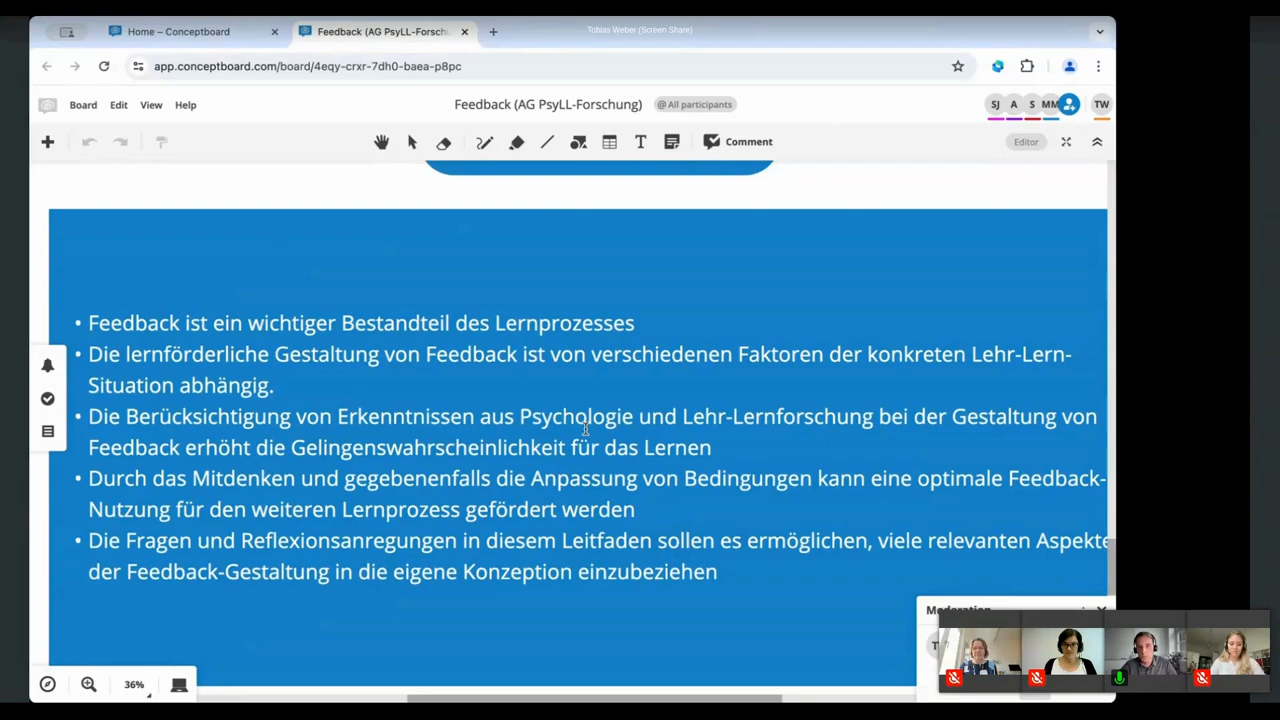 Tobias Weber (Screen Share)
Home – Conceptboard
Feedback (AG PsyLL-Forsch
app.conceptboard.com/board/4eqy-crxr-7dh0-baea-p8pc
Board Edit View Help
Feedback (AG PsyLL-Forschung)
@ All participants
SJ A S MM TW
T
Comment
Editor
• Feedback ist ein wichtiger Bestandteil des Lernprozesses
• Die lernförderliche Gestaltung von Feedback ist von verschiedenen Faktoren der konkreten Lehr-Lern-
Situation abhängig.
• Die Berücksichtigung von Erkenntnissen aus Psychologie und Lehr-Lernforschung bei der Gestaltung von
Feedback erhöht die Gelingenswahrscheinlichkeit für das Lernen
• Durch das Mitdenken und gegebenenfalls die Anpassung von Bedingungen kann eine optimale Feedback-
Nutzung für den weiteren Lernprozess gefördert werden
• Die Fragen und Reflexionsanregungen in diesem Leitfaden sollen es ermöglichen, viele relevanten Aspekte
der Feedback-Gestaltung in die eigene Konzeption einzubeziehen
Moderation
36%